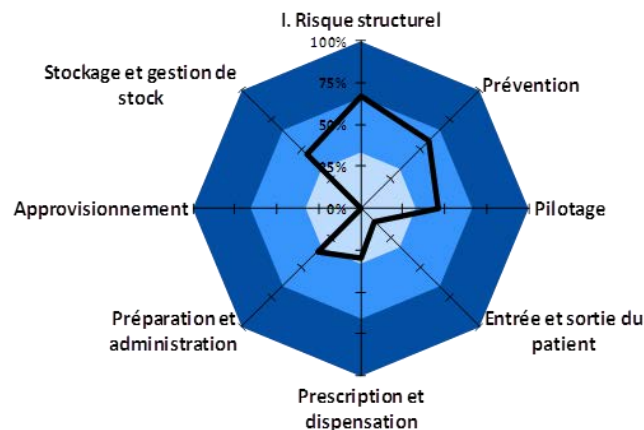 I. Risque structurel
100%
Stockage et gestion de
stock
75%
Prévention
50%
25%
Approvisionnement
0%
Pilotage
Préparation et
administration
Entrée et sortie du
patient
Prescription et
dispensation